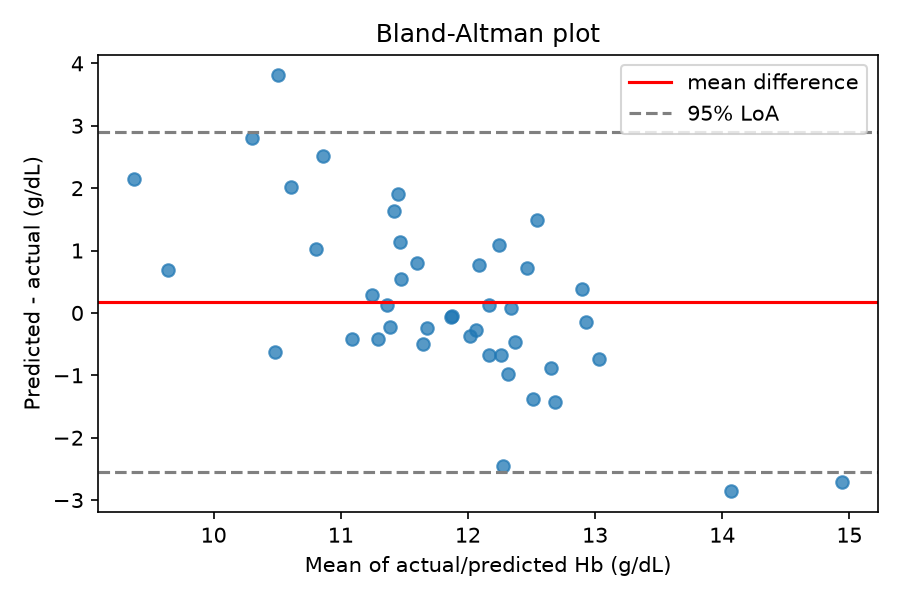 Bland-Altman plot
mean difference
95% LoA
Predicted - actual (g/dL)
4
3
2
1
0
−1
−2
−3
10 11 12 13 14 15
Mean of actual/predicted Hb (g/dL)